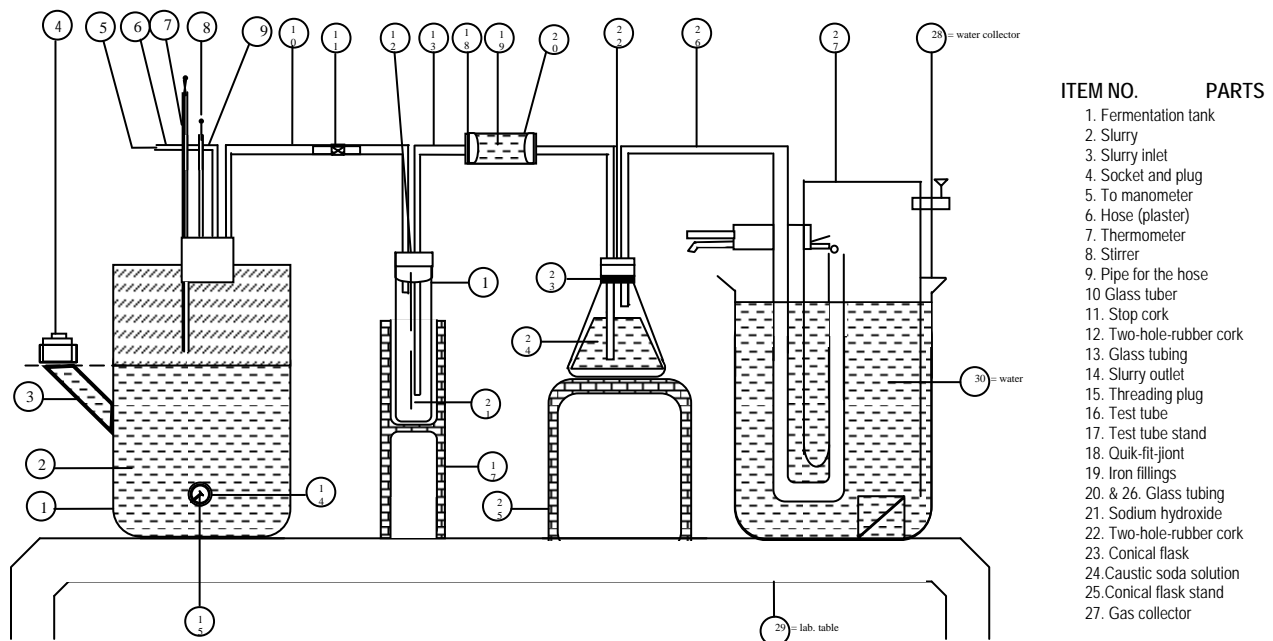 4
5
6
7
8
9
10
11
12
13
18
19
20
22
26
27
28 = water collector
1
23
24
3
30 = water
21
2
17
14
25
1
15
29 = lab. table
ITEM NO. PARTS
1. Fermentation tank
2. Slurry
3. Slurry inlet
4. Socket and plug
5. To manometer
6. Hose (plaster)
7. Thermometer
8. Stirrer
9. Pipe for the hose
10 Glass tuber
11. Stop cork
12. Two-hole-rubber cork
13. Glass tubing
14. Slurry outlet
15. Threading plug
16. Test tube
17. Test tube stand
18. Quik-fit-jiont
19. Iron fillings
20. & 26. Glass tubing
21. Sodium hydroxide
22. Two-hole-rubber cork
23. Conical flask
24.Caustic soda solution
25.Conical flask stand
27. Gas collector